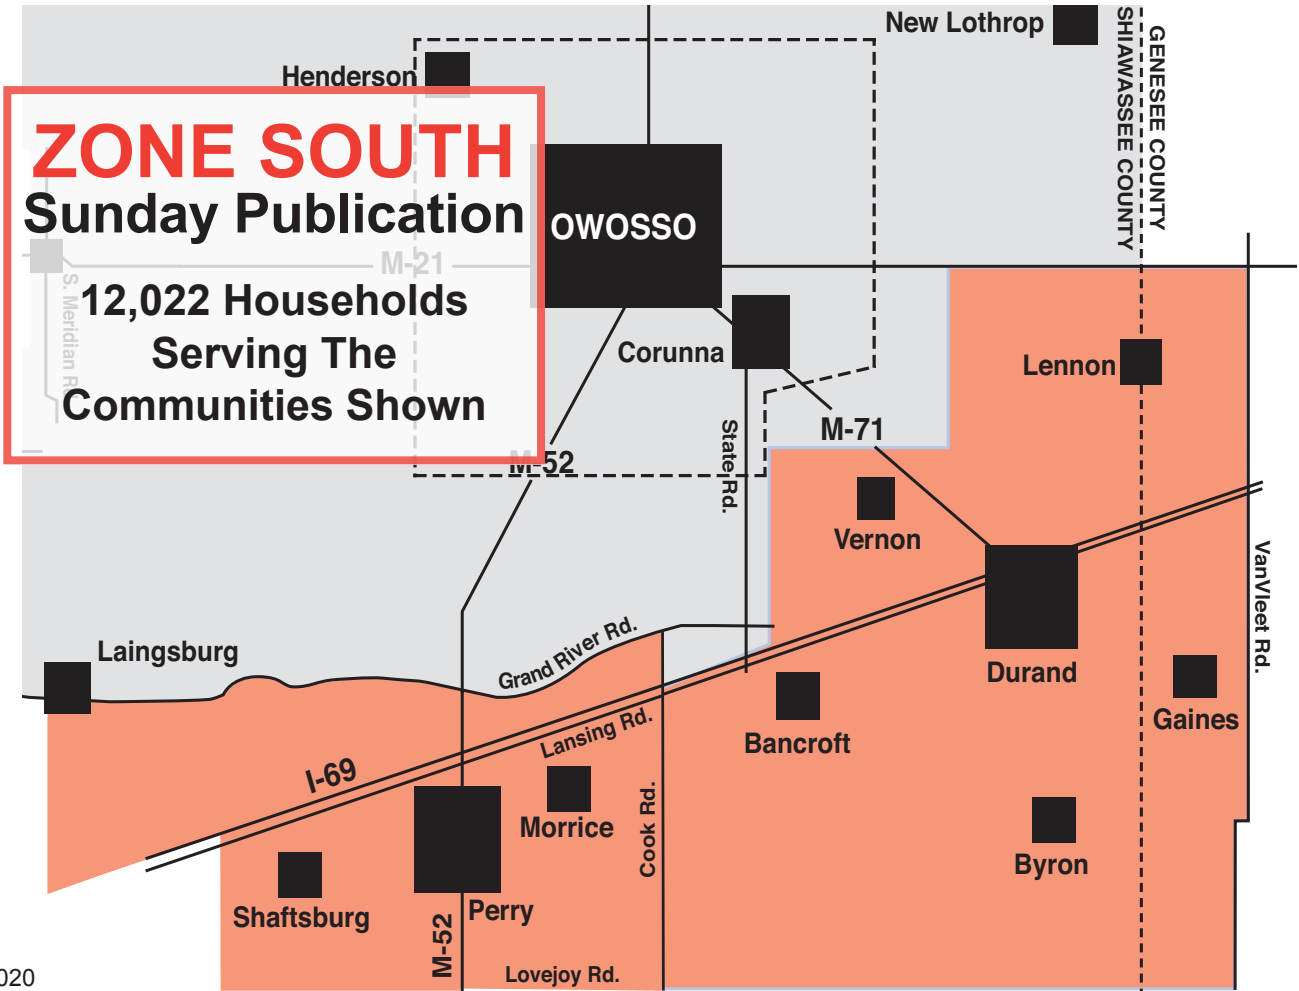 New Lothrop
SHIAWASSEE COUNTY
GENESEE COUNTY
Henderson
ZONE SOUTH
Sunday Publication
12,022 Households
Serving The
Communities Shown
OWOSSO
M-21
S. Meridian Rd.
Corunna
Lennon
M-71
State Rd.
M-52
Vernon
VanVleet Rd.
Grand River Rd.
Laingsburg
Durand
Gaines
Lansing Rd.
Bancroft
I-69
Morrice
Cook Rd.
Byron
Shaftsburg
Perry
M-52
Lovejoy Rd.
020